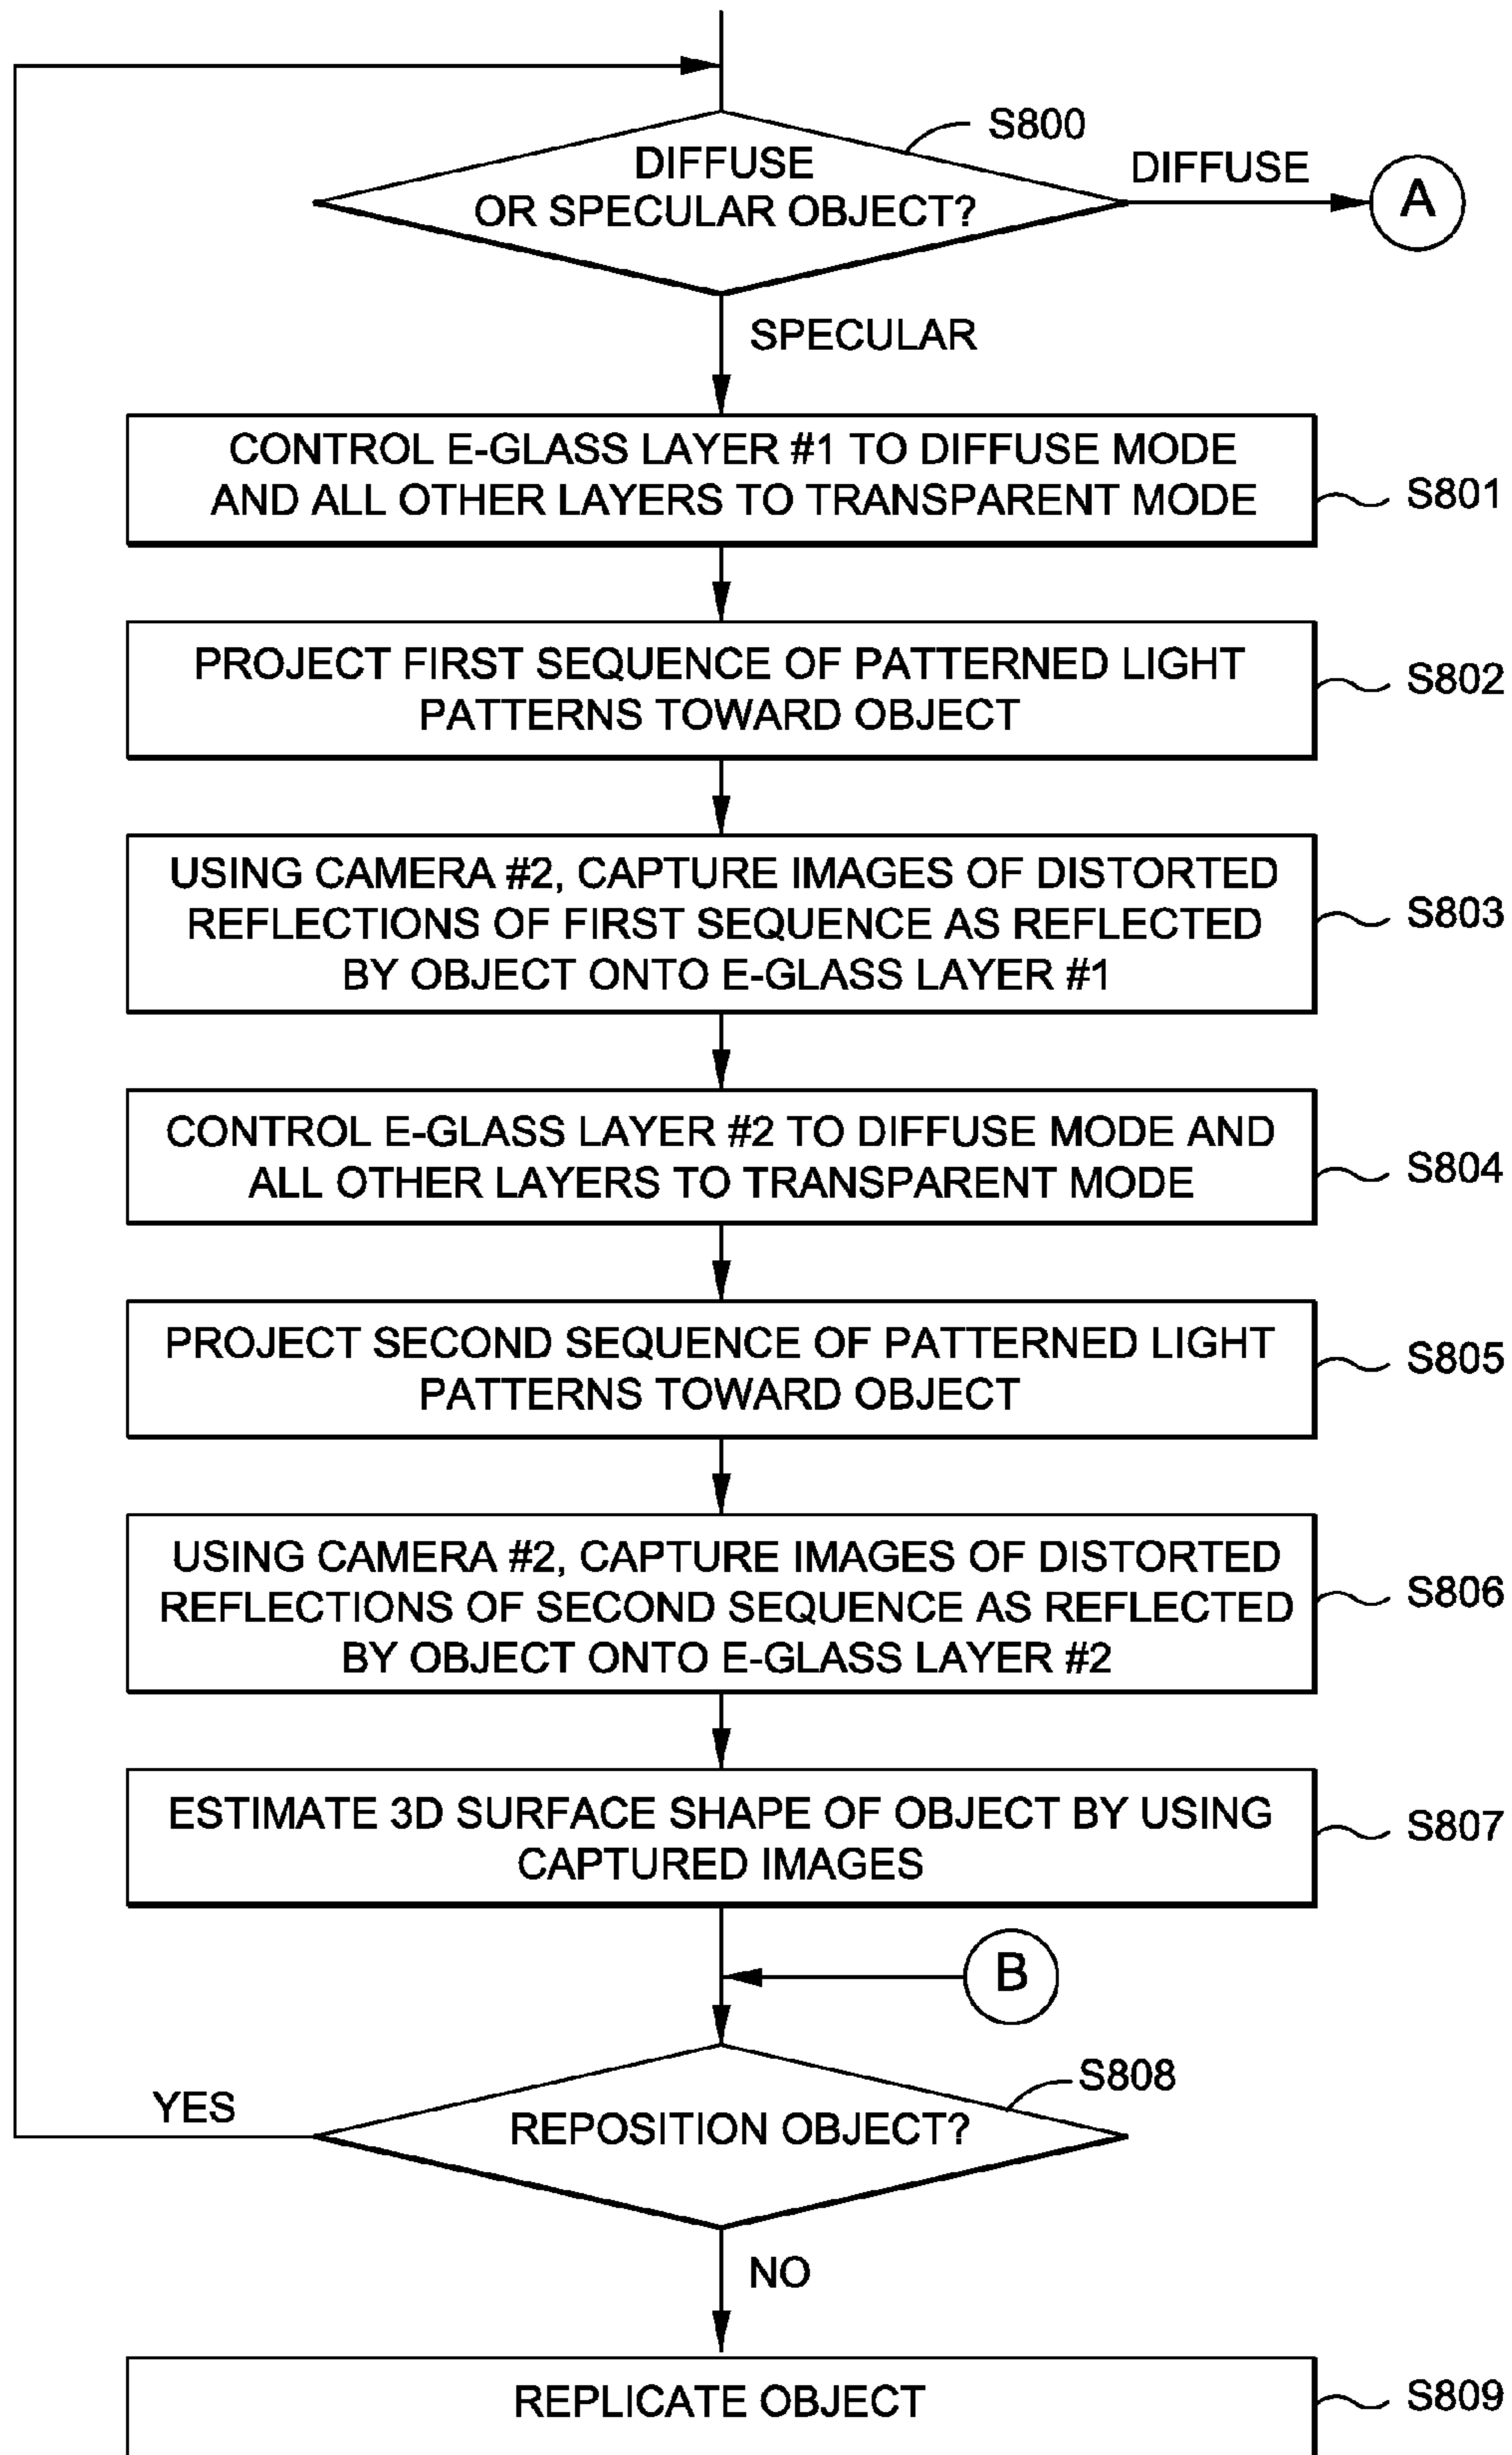 S800
DIFFUSE
OR SPECULAR OBJECT?
DIFFUSE
A
SPECULAR
CONTROL E-GLASS LAYER #1 TO DIFFUSE MODE
AND ALL OTHER LAYERS TO TRANSPARENT MODE
S801
PROJECT FIRST SEQUENCE OF PATTERNED LIGHT
PATTERNS TOWARD OBJECT
S802
USING CAMERA #2, CAPTURE IMAGES OF DISTORTED
REFLECTIONS OF FIRST SEQUENCE AS REFLECTED
BY OBJECT ONTO E-GLASS LAYER #1
S803
CONTROL E-GLASS LAYER #2 TO DIFFUSE MODE AND
ALL OTHER LAYERS TO TRANSPARENT MODE
S804
PROJECT SECOND SEQUENCE OF PATTERNED LIGHT
PATTERNS TOWARD OBJECT
S805
USING CAMERA #2, CAPTURE IMAGES OF DISTORTED
REFLECTIONS OF SECOND SEQUENCE AS REFLECTED
BY OBJECT ONTO E-GLASS LAYER #2
S806
ESTIMATE 3D SURFACE SHAPE OF OBJECT BY USING
CAPTURED IMAGES
S807
B
S808
YES
REPOSITION OBJECT?
NO
REPLICATE OBJECT
S809